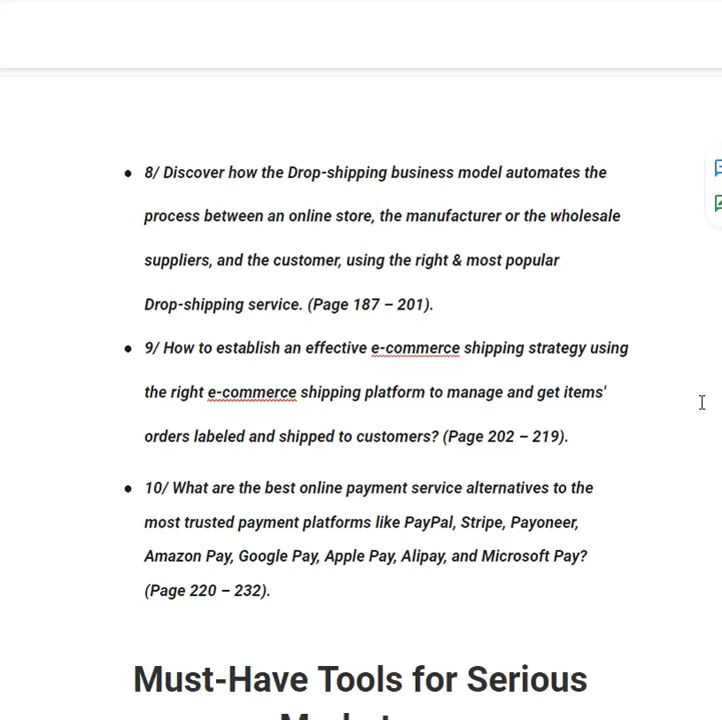 8/ Discover how the Drop-shipping business model automates the
process between an online store, the manufacturer or the wholesale
suppliers, and the customer, using the right & most popular
Drop-shipping service. (Page 187 – 201).
9/ How to establish an effective e-commerce shipping strategy using
the right e-commerce shipping platform to manage and get items'
orders labeled and shipped to customers? (Page 202 – 219).
10/ What are the best online payment service alternatives to the
most trusted payment platforms like PayPal, Stripe, Payoneer,
Amazon Pay, Google Pay, Apple Pay, Alipay, and Microsoft Pay?
(Page 220 – 232).
Must-Have Tools for Serious